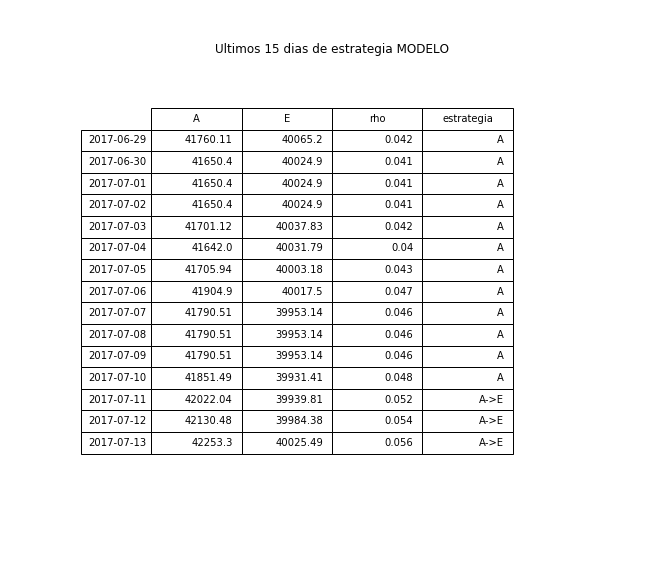 Ultimos 15 dias de estrategia MODELO
A E rho estrategia
2017-06-29 41760.11 40065.2 0.042 A
2017-06-30 41650.4 40024.9 0.041 A
2017-07-01 41650.4 40024.9 0.041 A
2017-07-02 41650.4 40024.9 0.041 A
2017-07-03 41701.12 40037.83 0.042 A
2017-07-04 41642.0 40031.79 0.04 A
2017-07-05 41705.94 40003.18 0.043 A
2017-07-06 41904.9 40017.5 0.047 A
2017-07-07 41790.51 39953.14 0.046 A
2017-07-08 41790.51 39953.14 0.046 A
2017-07-09 41790.51 39953.14 0.046 A
2017-07-10 41851.49 39931.41 0.048 A
2017-07-11 42022.04 39939.81 0.052 A->E
2017-07-12 42130.48 39984.38 0.054 A->E
2017-07-13 42253.3 40025.49 0.056 A->E